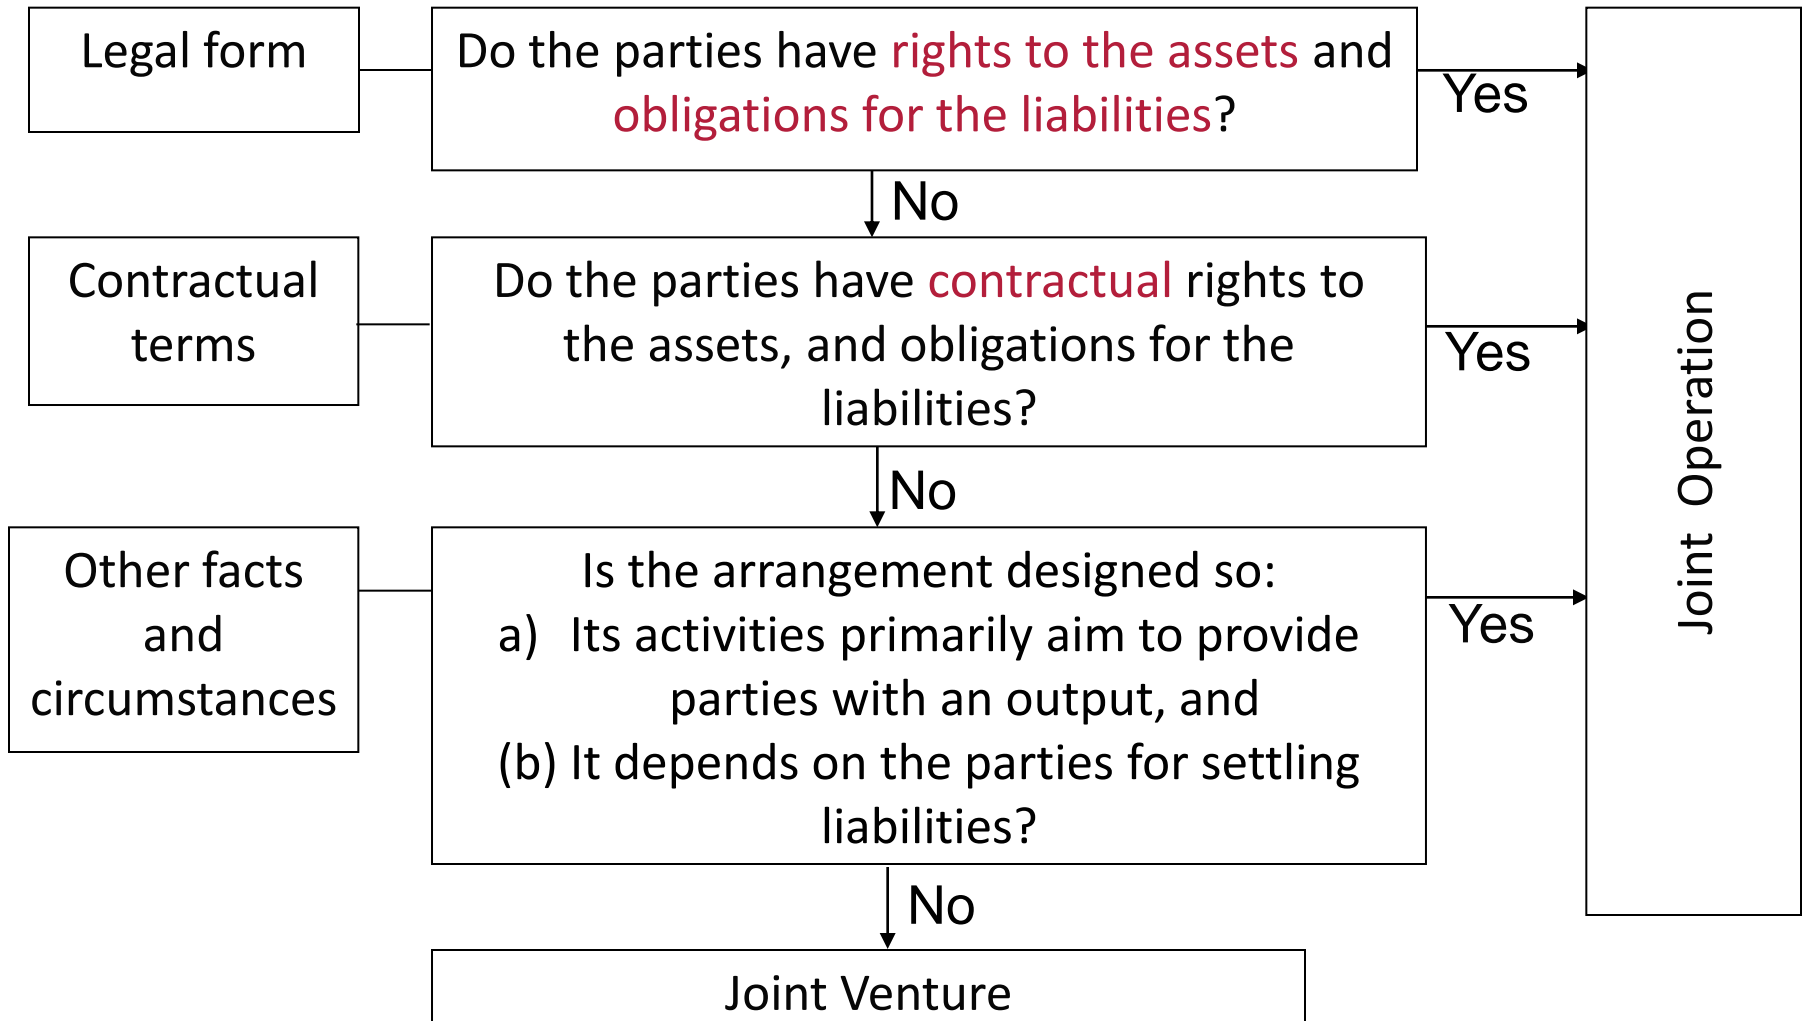 Legal form
Do the parties have rights to the assets and
obligations for the liabilities?
Yes
No
Contractual
terms
Do the parties have contractual rights to
the assets, and obligations for the
liabilities?
Yes
No
Other facts
and
circumstances
Is the arrangement designed so:
a) Its activities primarily aim to provide
parties with an output, and
(b) It depends on the parties for settling
liabilities?
Yes
No
Joint Venture
Joint Operation